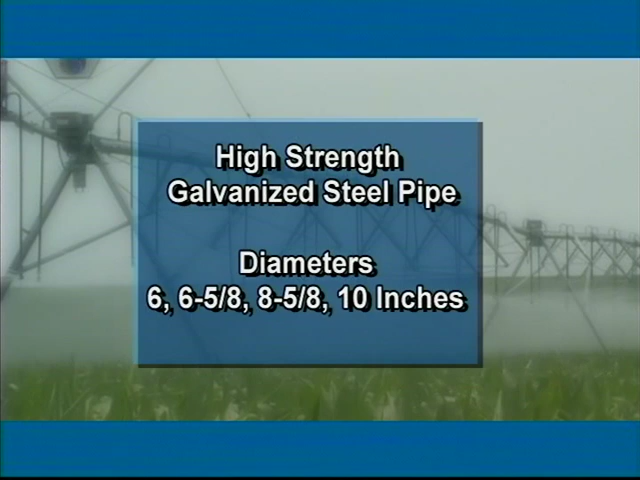 High Strength
Galvanized Steel Pipe
Diameters
6, 6-5/8, 8-5/8, 10 Inches